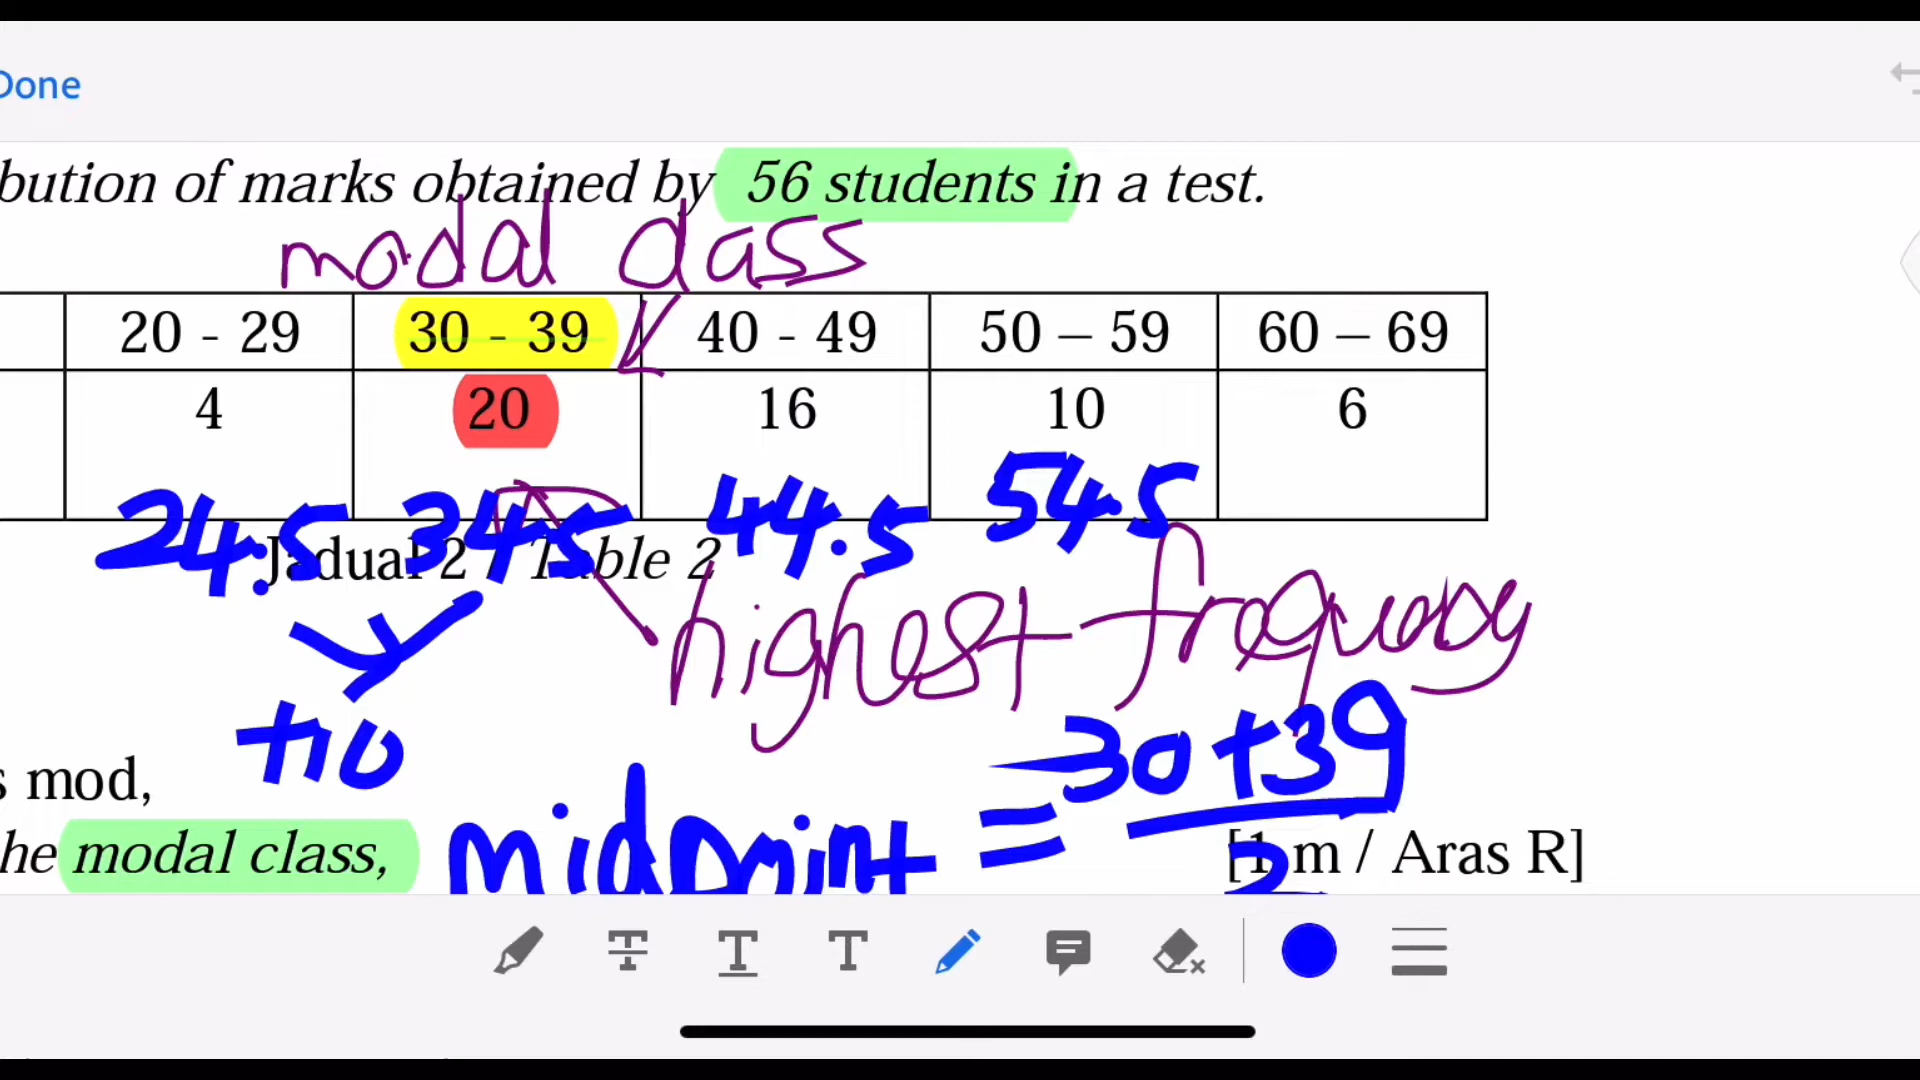 Done
bution of marks obtained by 56 students in a test.
modal class
20 - 29 30 - 39 40 - 49 50 – 59 60 – 69
4 20 16 10 6
24.5 34.5 44.5 54.5
Jadual 2 / Table 2
highest frequency
+10
30+39
s mod,
midpoint =
he modal class, [1 m / Aras R]
2